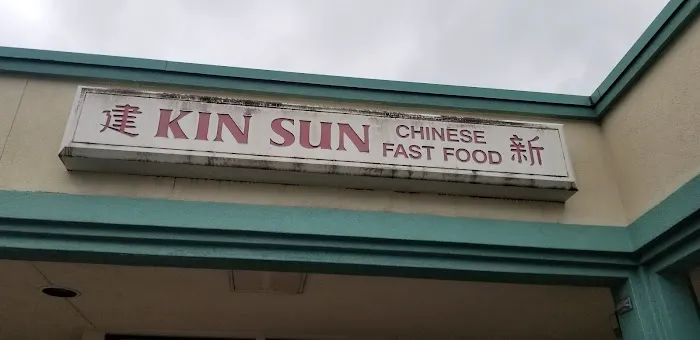 建 KIN SUN CHINESE
FAST FOOD 新